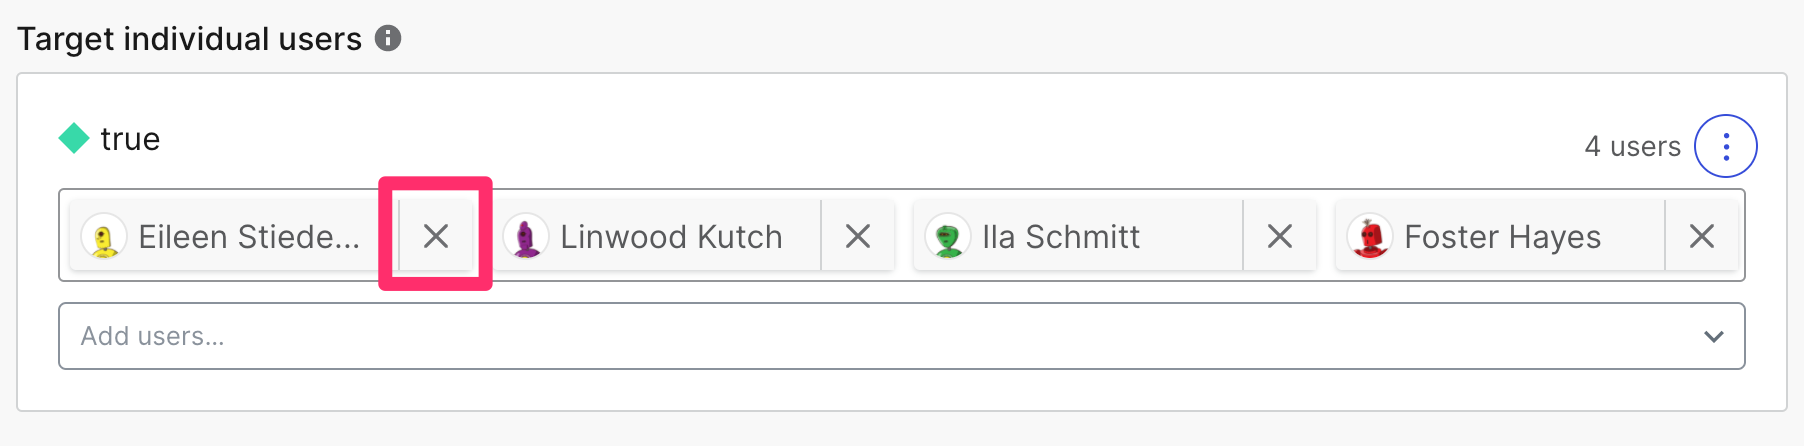 Target individual users
true
4 users
Eileen Stiede... Linwood Kutch Ila Schmitt Foster Hayes
Add users...